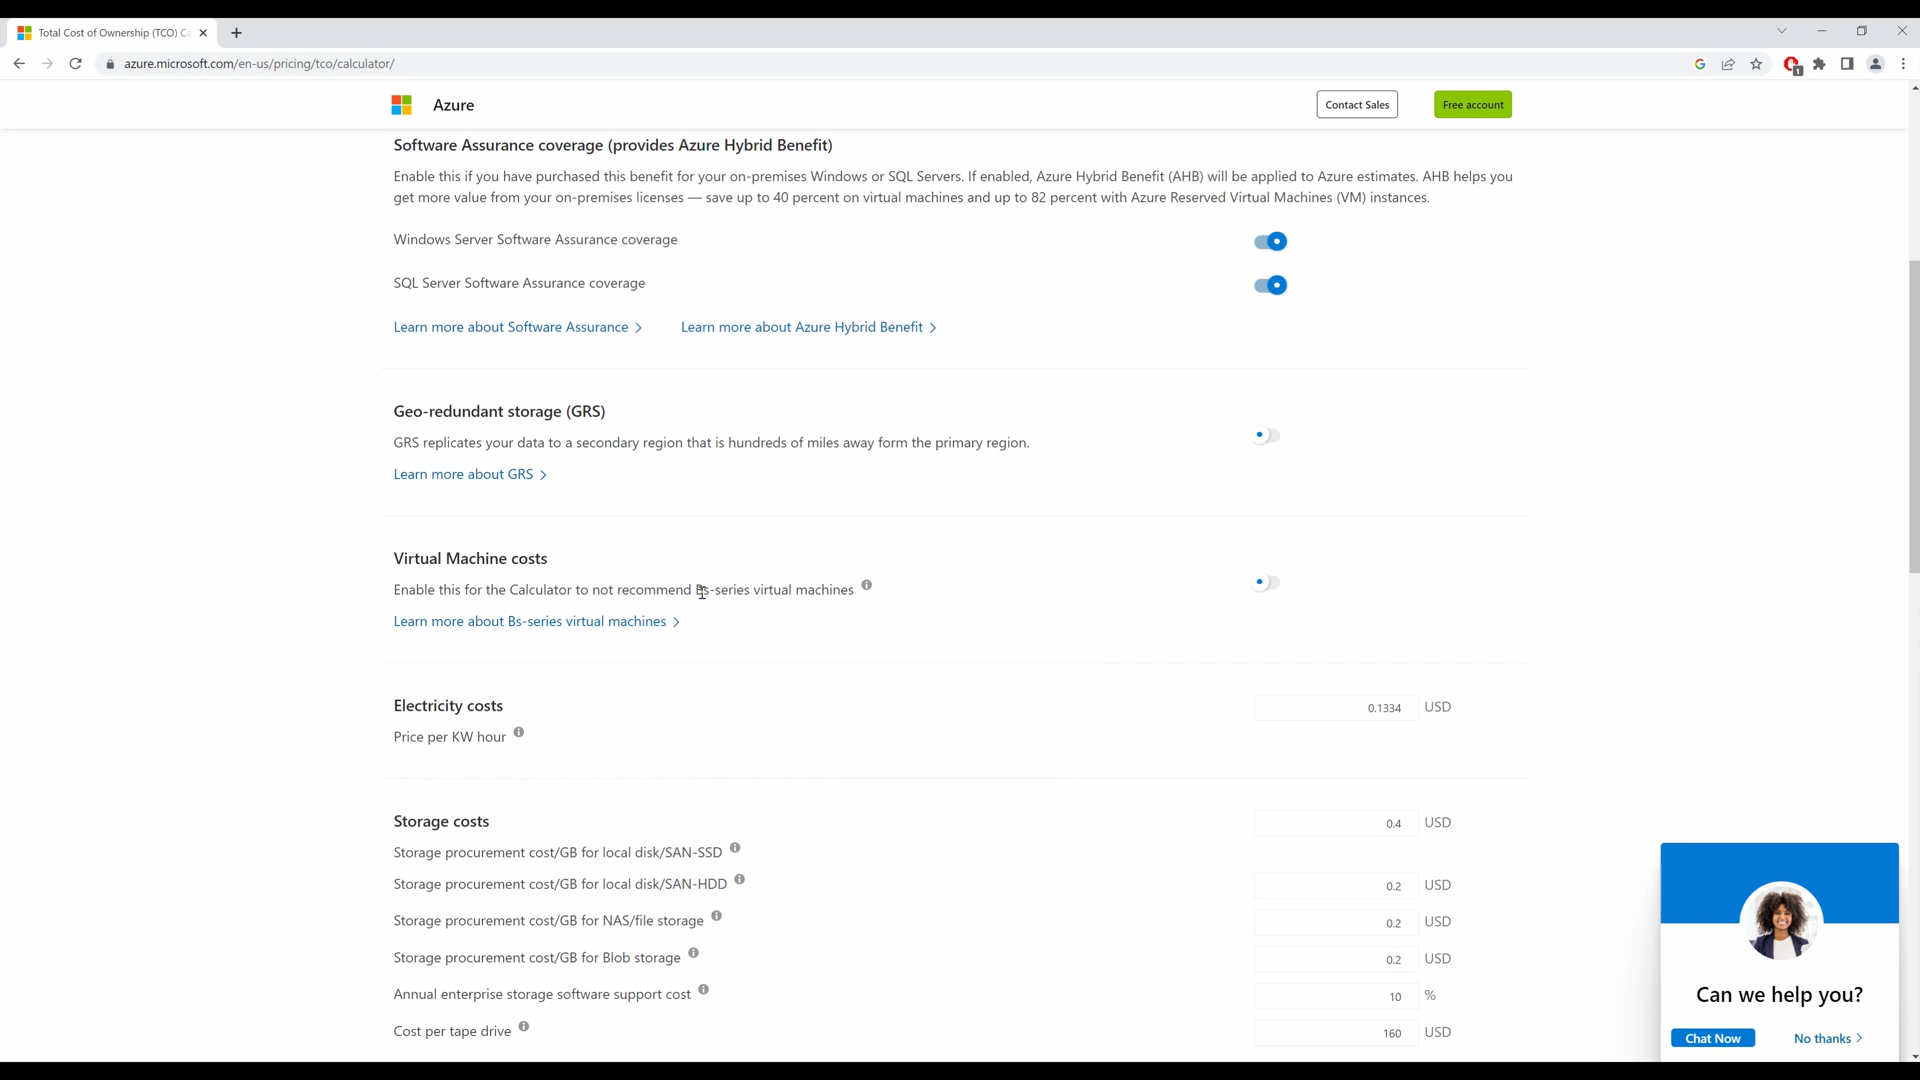 Total Cost of Ownership (TCO) Ca
azure.microsoft.com/en-us/pricing/tco/calculator/
1
Azure
Contact Sales
Free account
Software Assurance coverage (provides Azure Hybrid Benefit)
Enable this if you have purchased this benefit for your on-premises Windows or SQL Servers. If enabled, Azure Hybrid Benefit (AHB) will be applied to Azure estimates. AHB helps you
get more value from your on-premises licenses — save up to 40 percent on virtual machines and up to 82 percent with Azure Reserved Virtual Machines (VM) instances.
Windows Server Software Assurance coverage
SQL Server Software Assurance coverage
Learn more about Software Assurance >
Learn more about Azure Hybrid Benefit >
Geo-redundant storage (GRS)
GRS replicates your data to a secondary region that is hundreds of miles away form the primary region.
Learn more about GRS >
Virtual Machine costs
Enable this for the Calculator to not recommend Bs-series virtual machines
Learn more about Bs-series virtual machines >
Electricity costs
0.1334 USD
Price per KW hour
Storage costs
0.4 USD
Storage procurement cost/GB for local disk/SAN-SSD
Storage procurement cost/GB for local disk/SAN-HDD
0.2 USD
Storage procurement cost/GB for NAS/file storage
0.2 USD
Storage procurement cost/GB for Blob storage
0.2 USD
Annual enterprise storage software support cost
10 %
Cost per tape drive
160 USD
Can we help you?
Chat Now
No thanks >